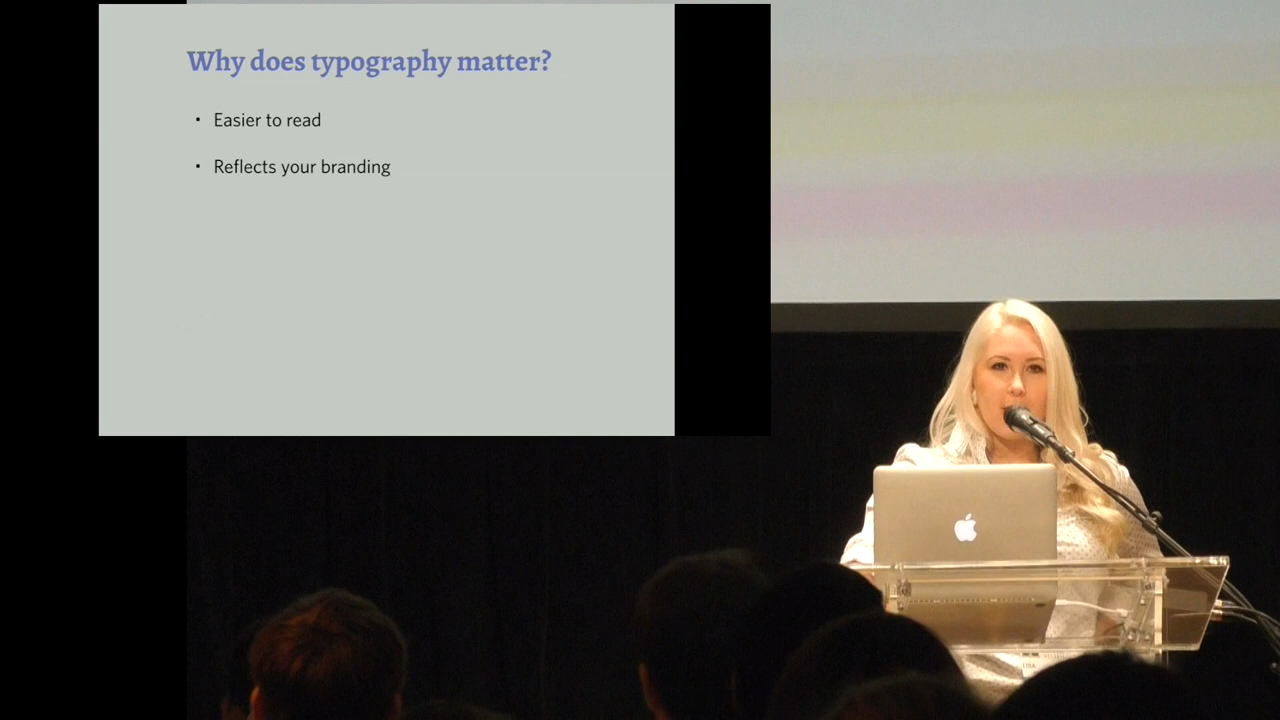 Why does typography matter?
• Easier to read
• Reflects your branding